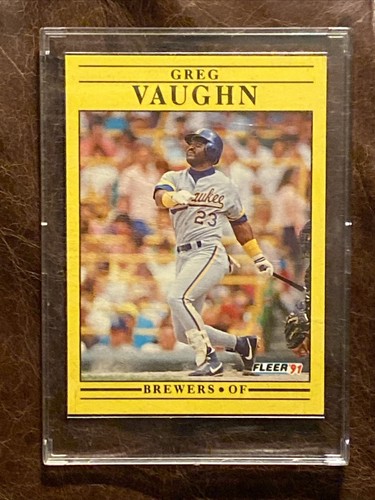 GREG
VAUGHN
Milwaukee
23
FLEER '91
BREWERS • OF